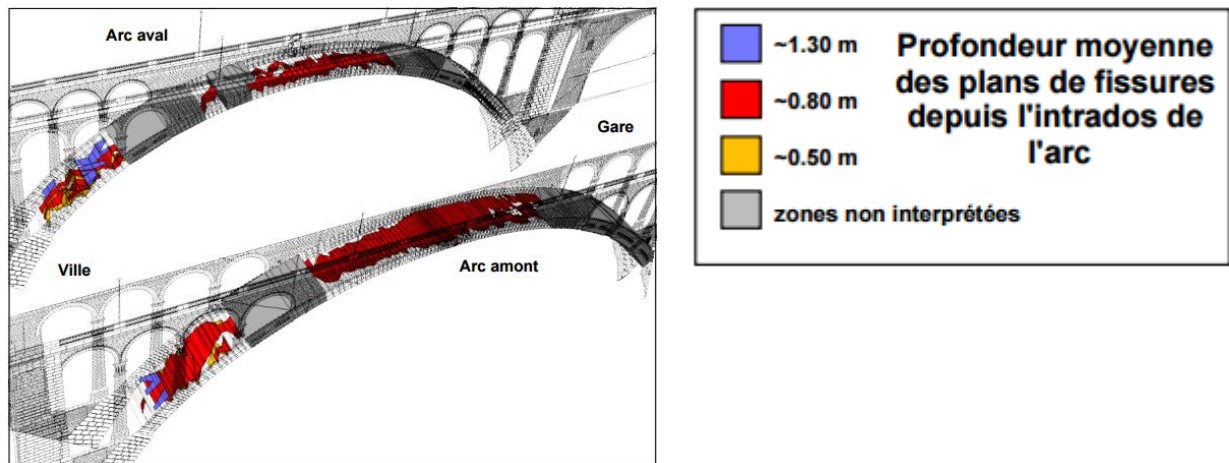 Arc aval
Gare
Ville
Arc amont
~1.30 m
~0.80 m
~0.50 m
zones non interprétées
Profondeur moyenne
des plans de fissures
depuis l'intrados de
l'arc